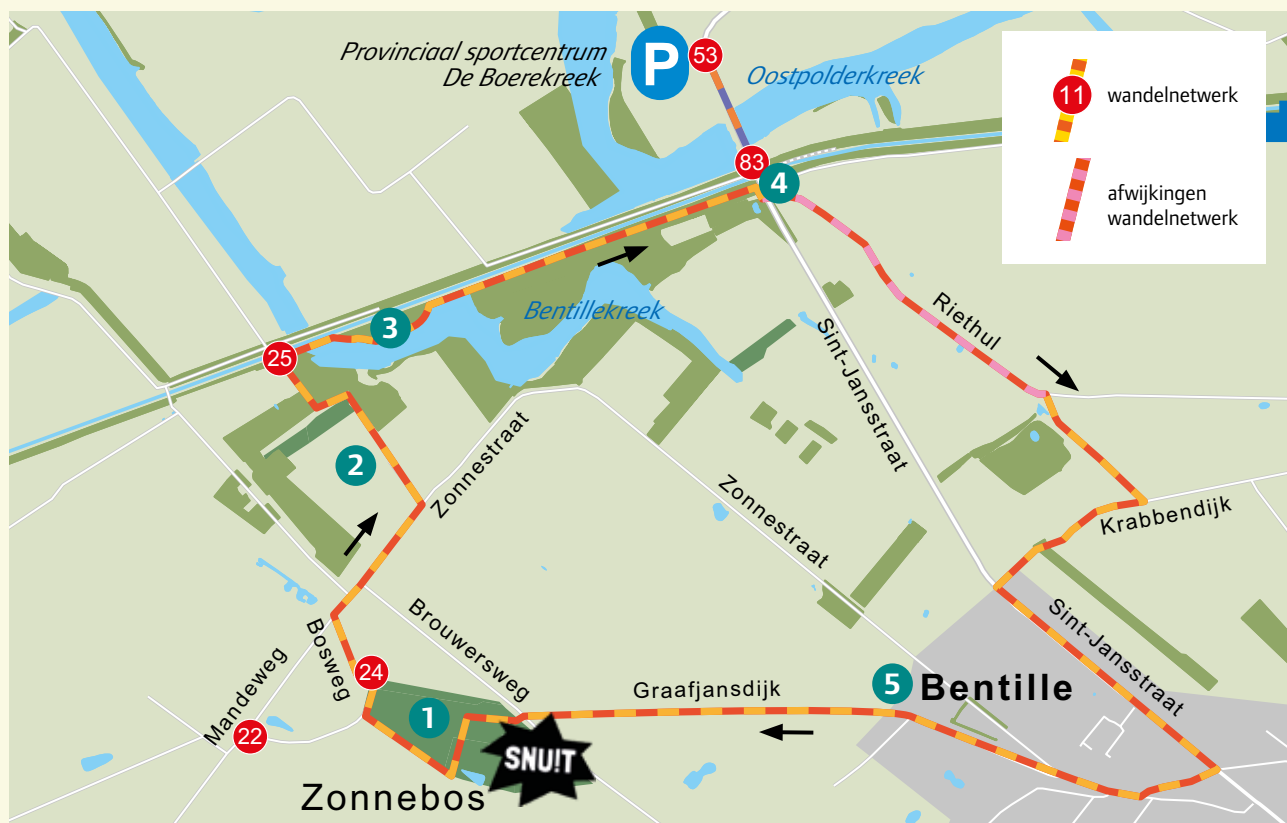 Provinciaal sportcentrum
De Boerekreek
P
53
Oostpolderkreek
11
wandelnetwerk
afwijkingen
wandelnetwerk
83
4
3
25
Bentillekreek
Riethul
Sint-Jansstraat
2
Zonnestraat
Zonnestraat
Krabbendijk
Brouwersweg
Bosweg
Mandeweg
24
22
1
Graafjansdijk
5
Bentille
Sint-Jansstraat
SNU!T
Zonnebos